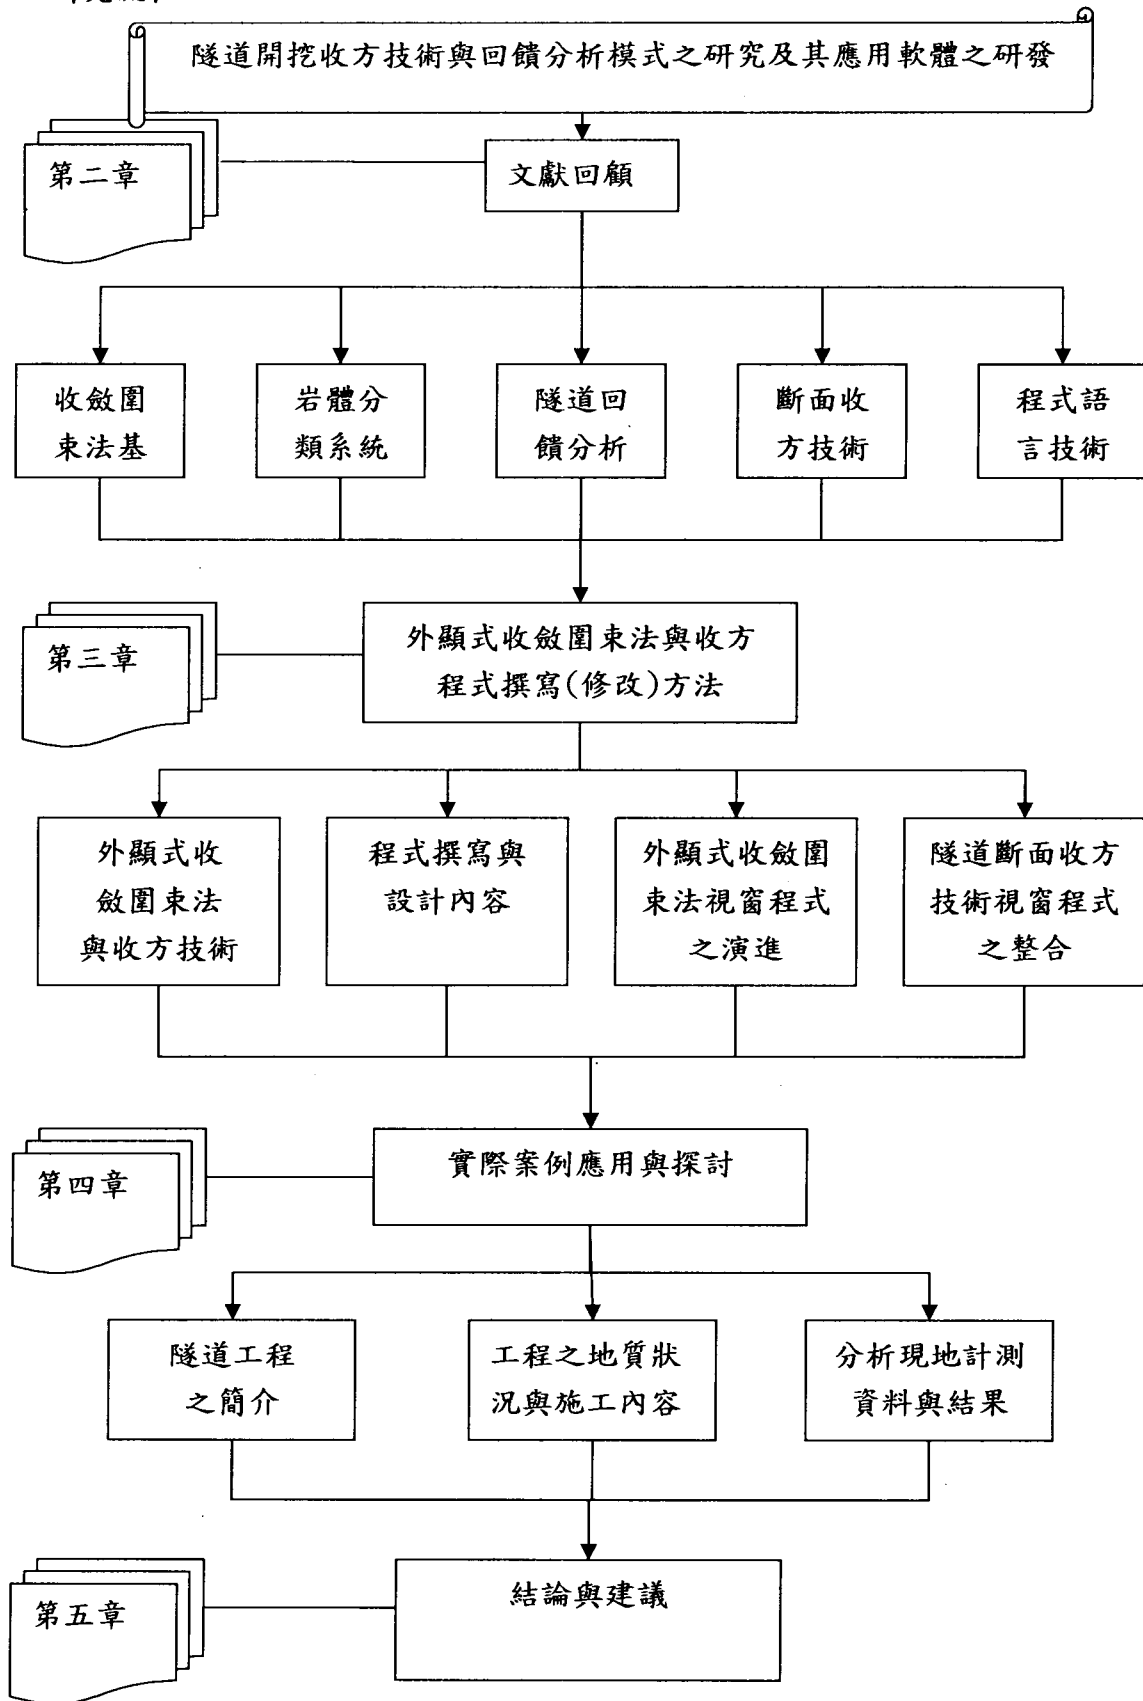 隧道開挖收方技術與回饋分析模式之研究及其應用軟體之研發
第二章
文獻回顧
收斂圍
束法基
岩體分
類系統
隧道回
饋分析
斷面收
方技術
程式語
言技術
第三章
外顯式收斂圍束法與收方
程式撰寫(修改)方法
外顯式收
斂圍束法
與收方技術
程式撰寫與
設計內容
外顯式收斂圍
束法視窗程式
之演進
隧道斷面收方
技術視窗程式
之整合
第四章
實際案例應用與探討
隧道工程
之簡介
工程之地質狀
況與施工內容
分析現地計測
資料與結果
第五章
結論與建議